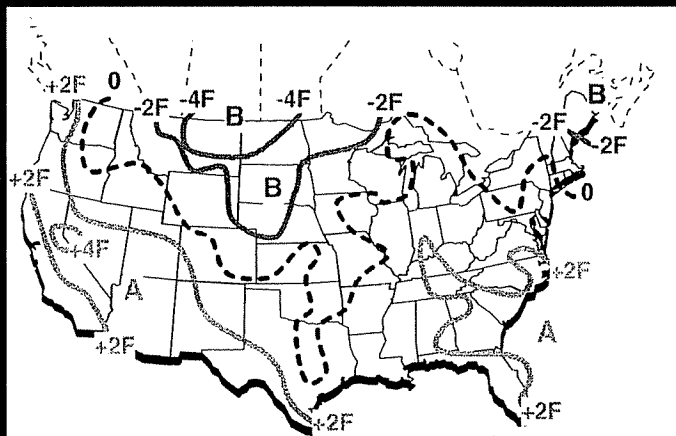 +2F 0 -2F -4F B -4F -2F B
-2F -2F
+2F B 0
+4F
A +2F
+2F A
+2F +2F